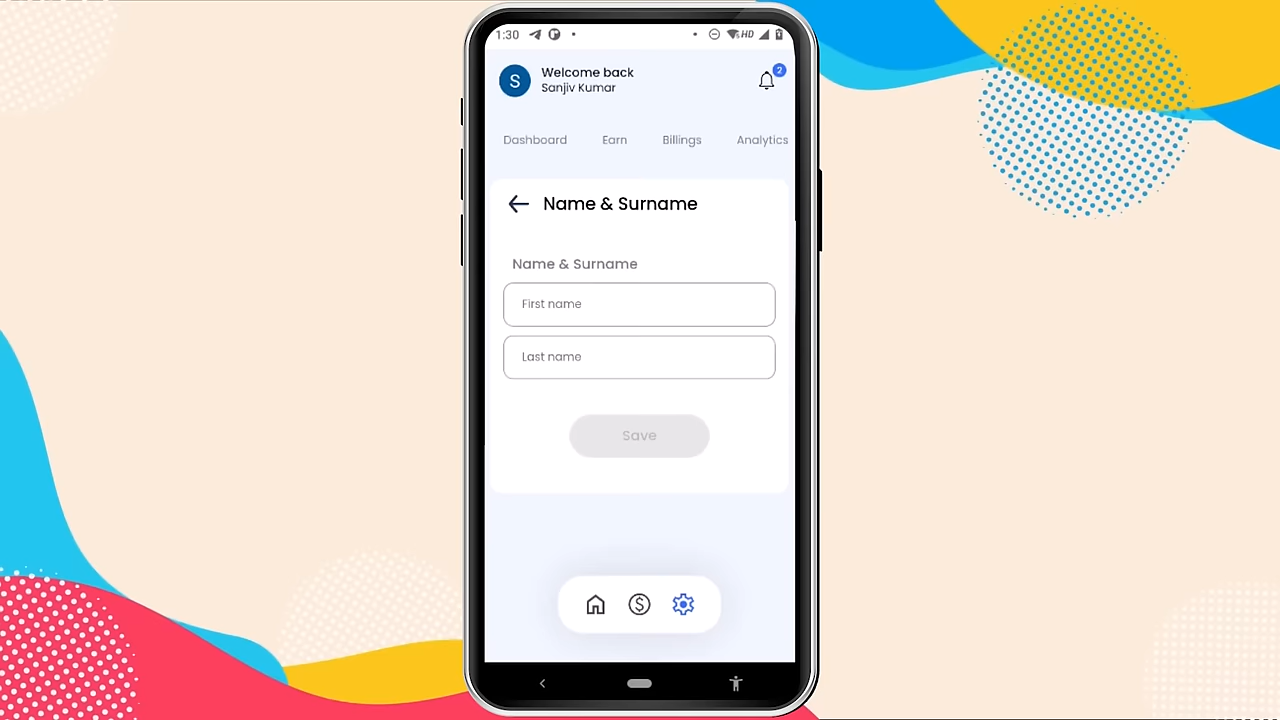 1:30
HD
S
Welcome back
Sanjiv Kumar
2
Dashboard Earn Billings Analytics
Name & Surname
Name & Surname
First name
Last name
Save